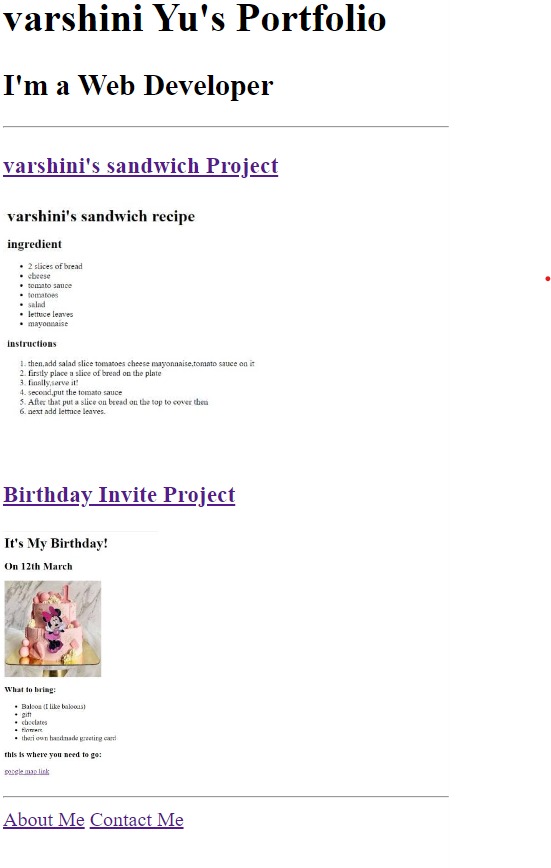 varshini Yu's Portfolio
I'm a Web Developer
varshini's sandwich Project
varshini's sandwich recipe
ingredient
• 2 slices of bread
• cheese
• tomato sauce
• tomatoes
• salad
• lettuce leaves
• mayonnaise
instructions
1. then,add salad slice tomatoes cheese mayonnaise,tomato sauce on it
2. firstly place a slice of bread on the plate
3. finally,serve it!
4. second,put the tomato sauce
5. After that put a slice on bread on the top to cover then
6. next add lettuce leaves.
Birthday Invite Project
It's My Birthday!
On 12th March
What to bring:
• Baloon (I like baloons)
• gift
• choclates
• flowers
• theri own handmade greeting card
this is where you need to go:
google map link
About Me Contact Me